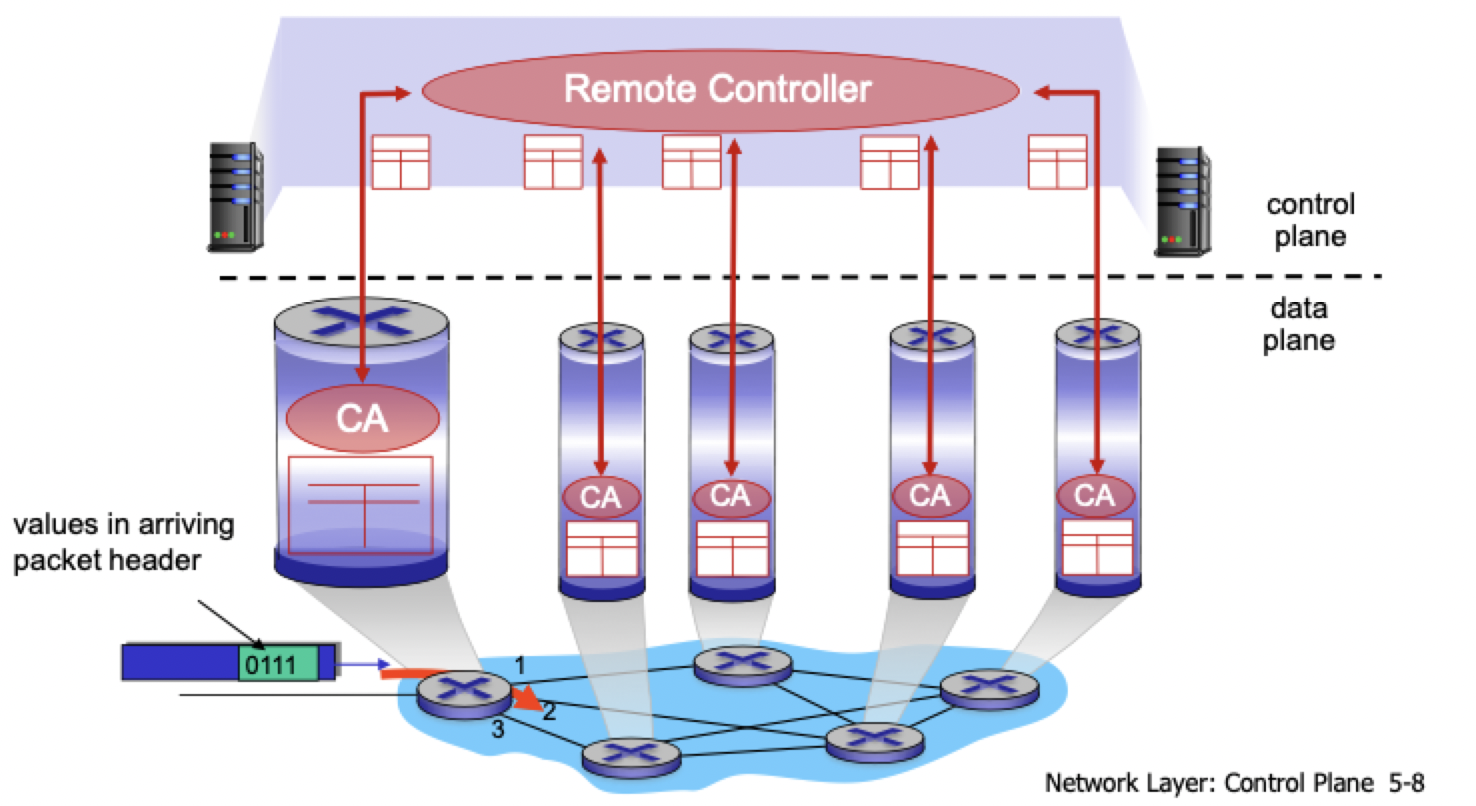 Remote Controller
control
plane
data
plane
CA
CA
CA
CA
CA
values in arriving
packet header
0111
1
2
3
Network Layer: Control Plane 5-8